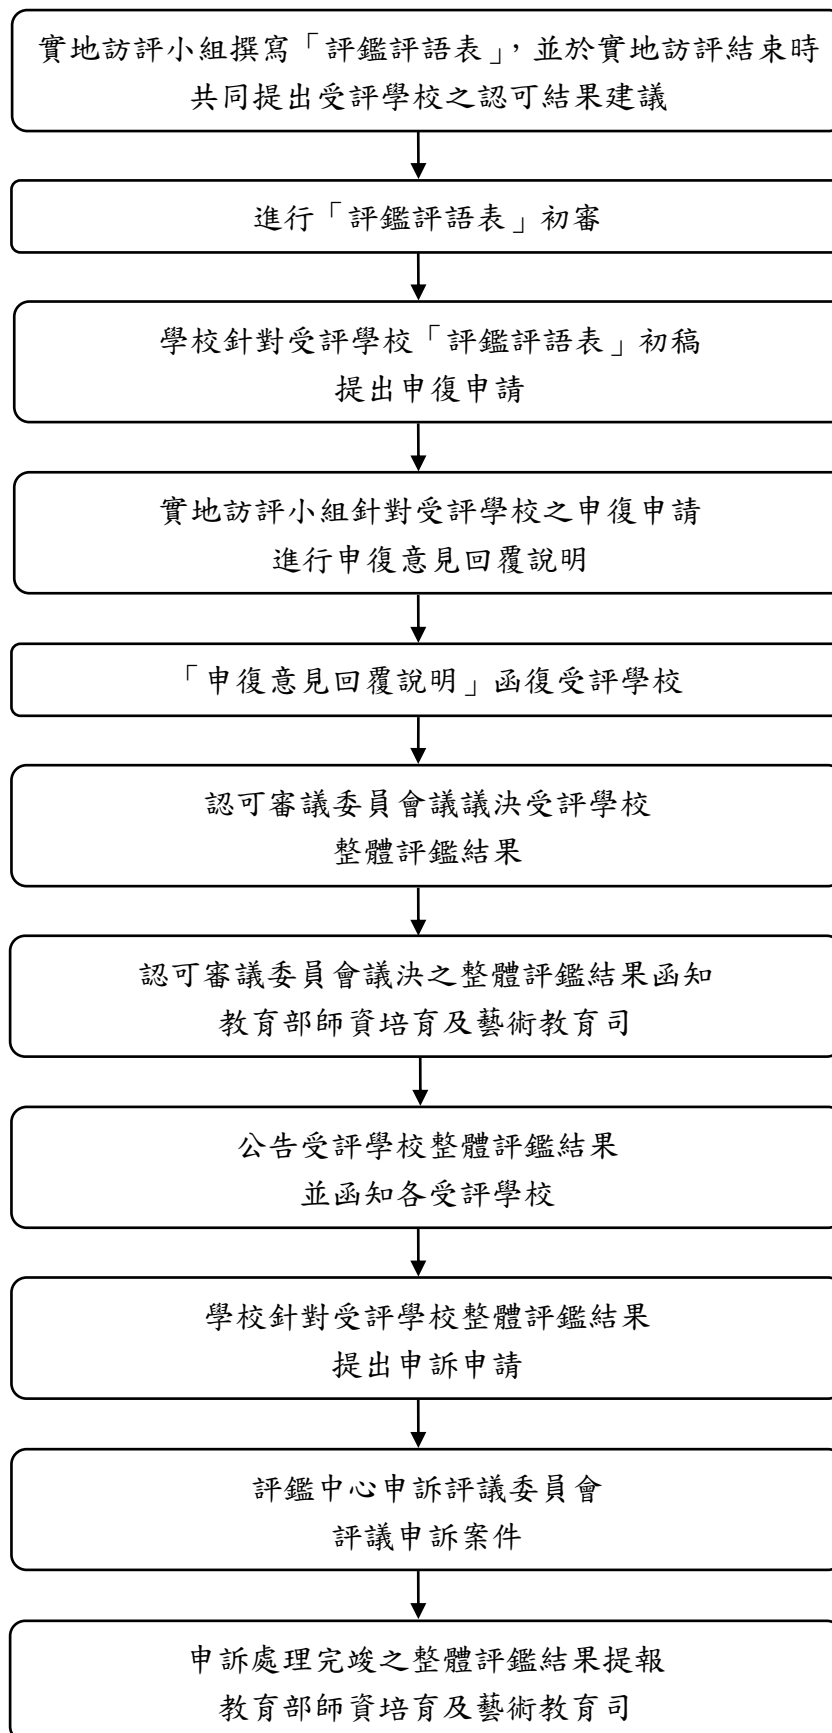 實地訪評小組撰寫「評鑑評語表」，並於實地訪評結束時
共同提出受評學校之認可結果建議
進行「評鑑評語表」初審
學校針對受評學校「評鑑評語表」初稿
提出申復申請
實地訪評小組針對受評學校之申復申請
進行申復意見回覆說明
「申復意見回覆說明」函復受評學校
認可審議委員會議議決受評學校
整體評鑑結果
認可審議委員會議決之整體評鑑結果函知
教育部師資培育及藝術教育司
公告受評學校整體評鑑結果
並函知各受評學校
學校針對受評學校整體評鑑結果
提出申訴申請
評鑑中心申訴評議委員會
評議申訴案件
申訴處理完竣之整體評鑑結果提報
教育部師資培育及藝術教育司